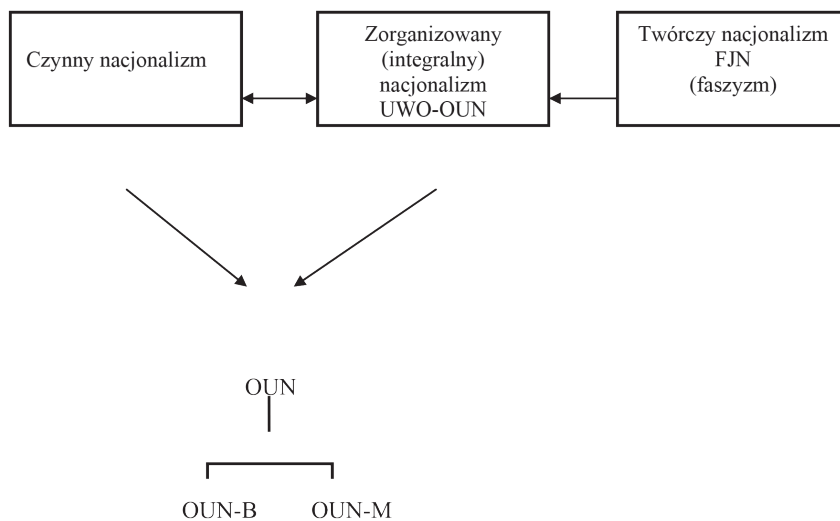 Czynny nacjonalizm
Zorganizowany
(integralny)
nacjonalizm
UWO-OUN
Twórczy nacjonalizm
FJN
(faszyzm)
OUN
OUN-B
OUN-M